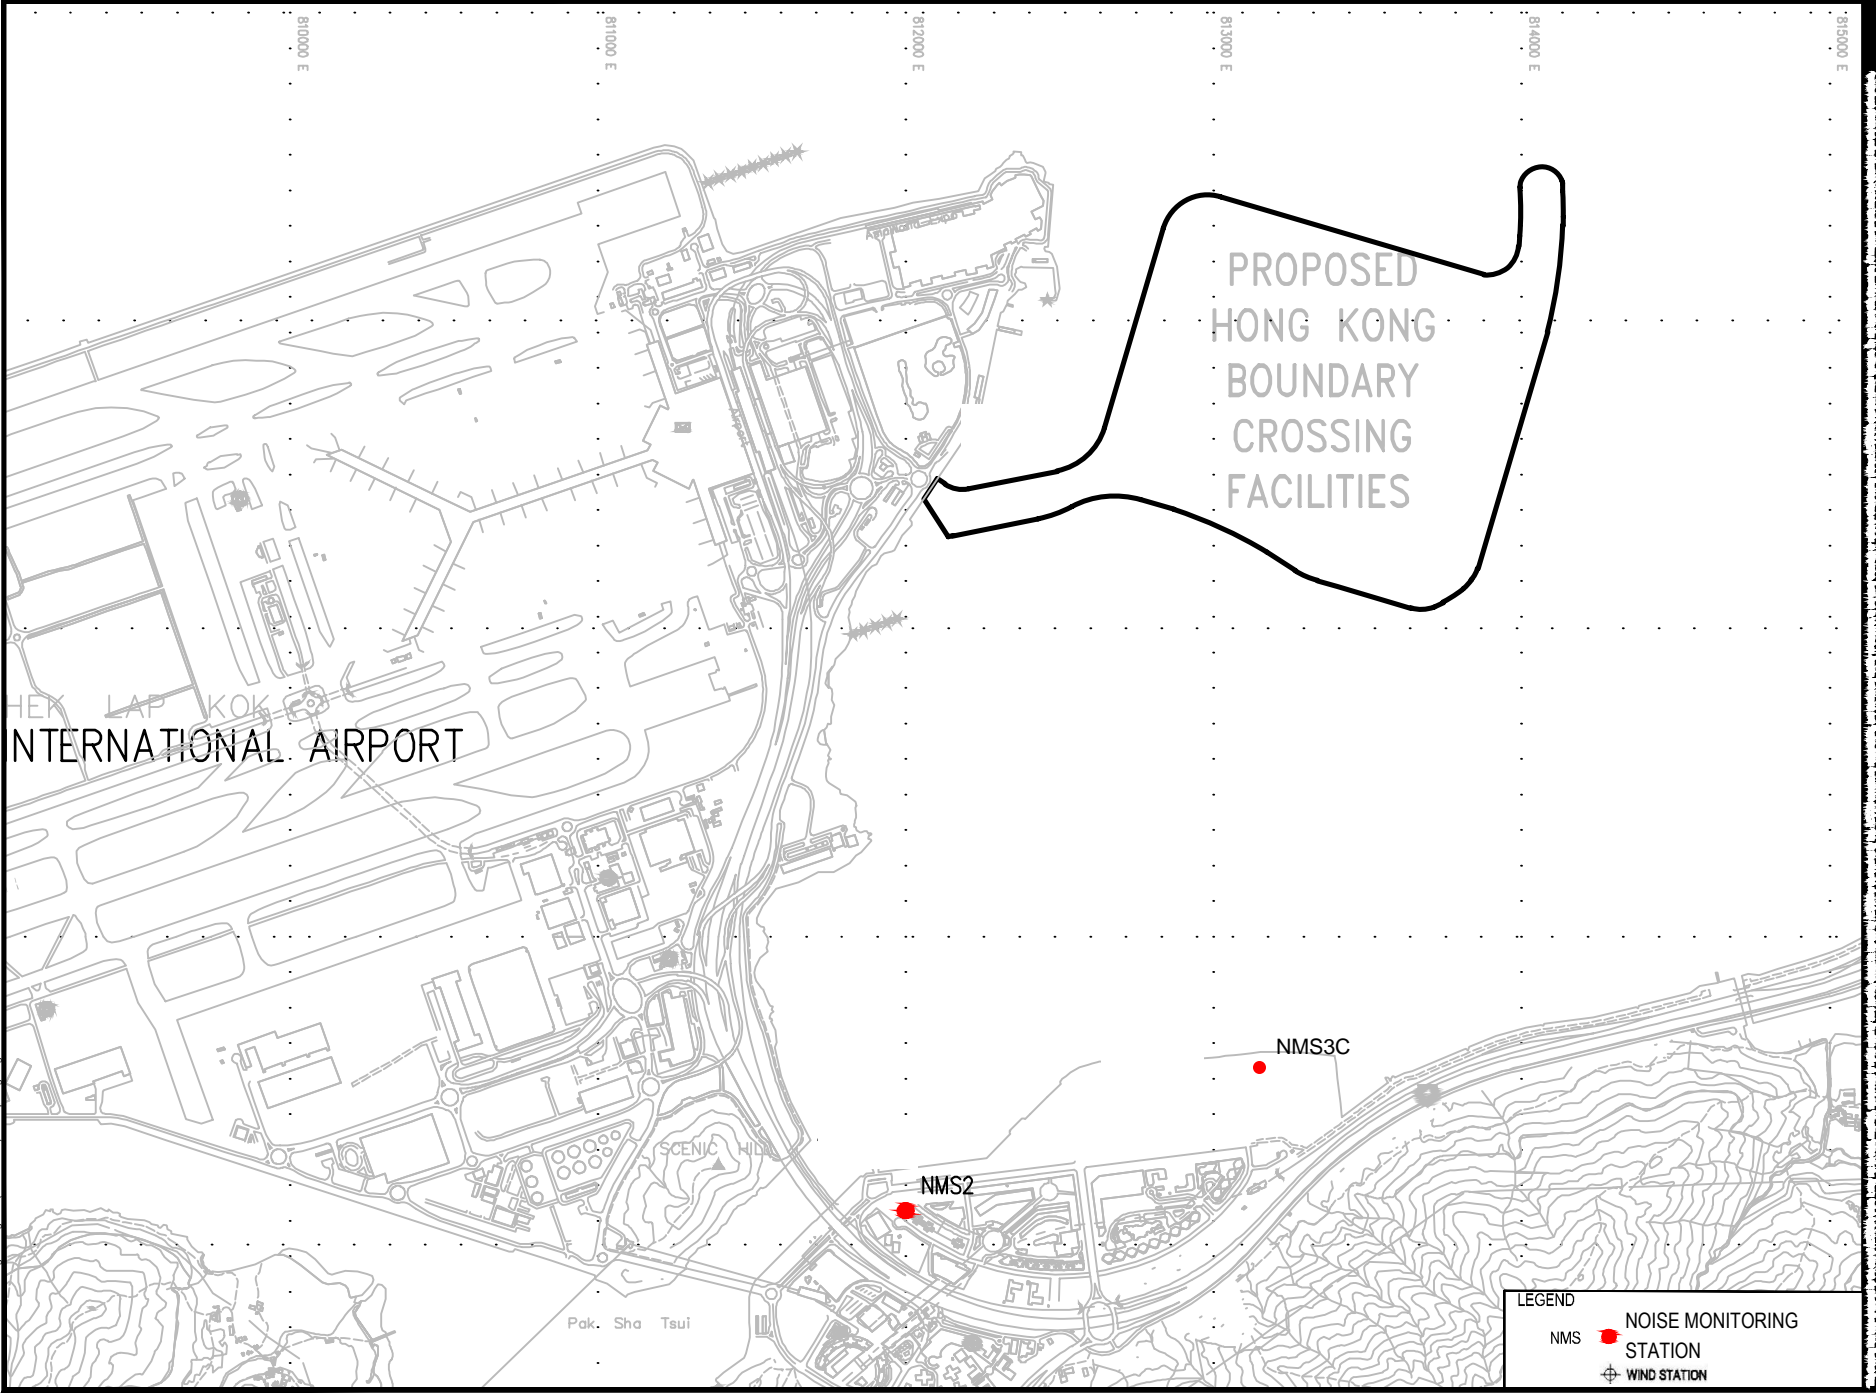 810000 E
811000 E
812000 E
813000 E
814000 E
815000 E
PROPOSED
HONG KONG
BOUNDARY
CROSSING
FACILITIES
Airport
HEK LAP KOK
INTERNATIONAL AIRPORT
NMS3C
SCENIC HILL
NMS2
Pak Sha Tsui
LEGEND
NMS
NOISE MONITORING
STATION
WIND STATION